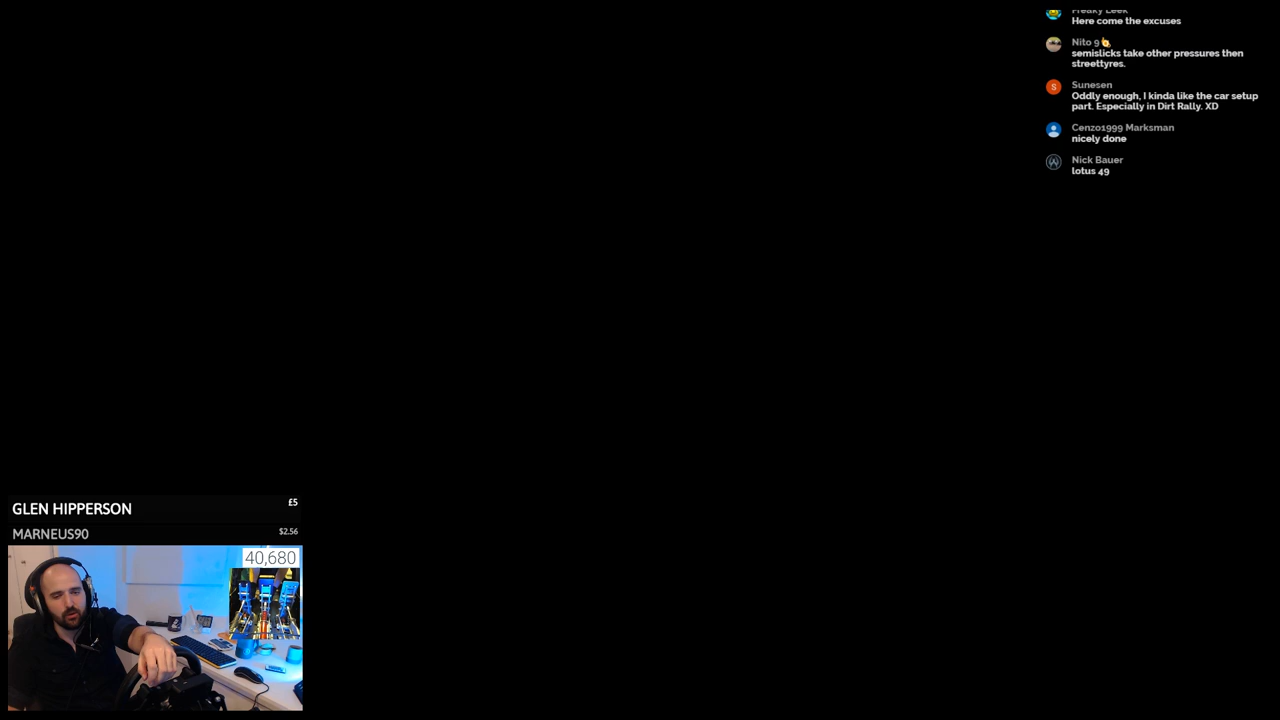 Freaky Leek
Here come the excuses
Nito 9
semislicks take other pressures then
streettyres.
Sunesen
S
Oddly enough, I kinda like the car setup
part. Especially in Dirt Rally. XD
Cenzo1999 Marksman
nicely done
Nick Bauer
lotus 49
GLEN HIPPERSON
£5
MARNEUS90
$2.56
40,680